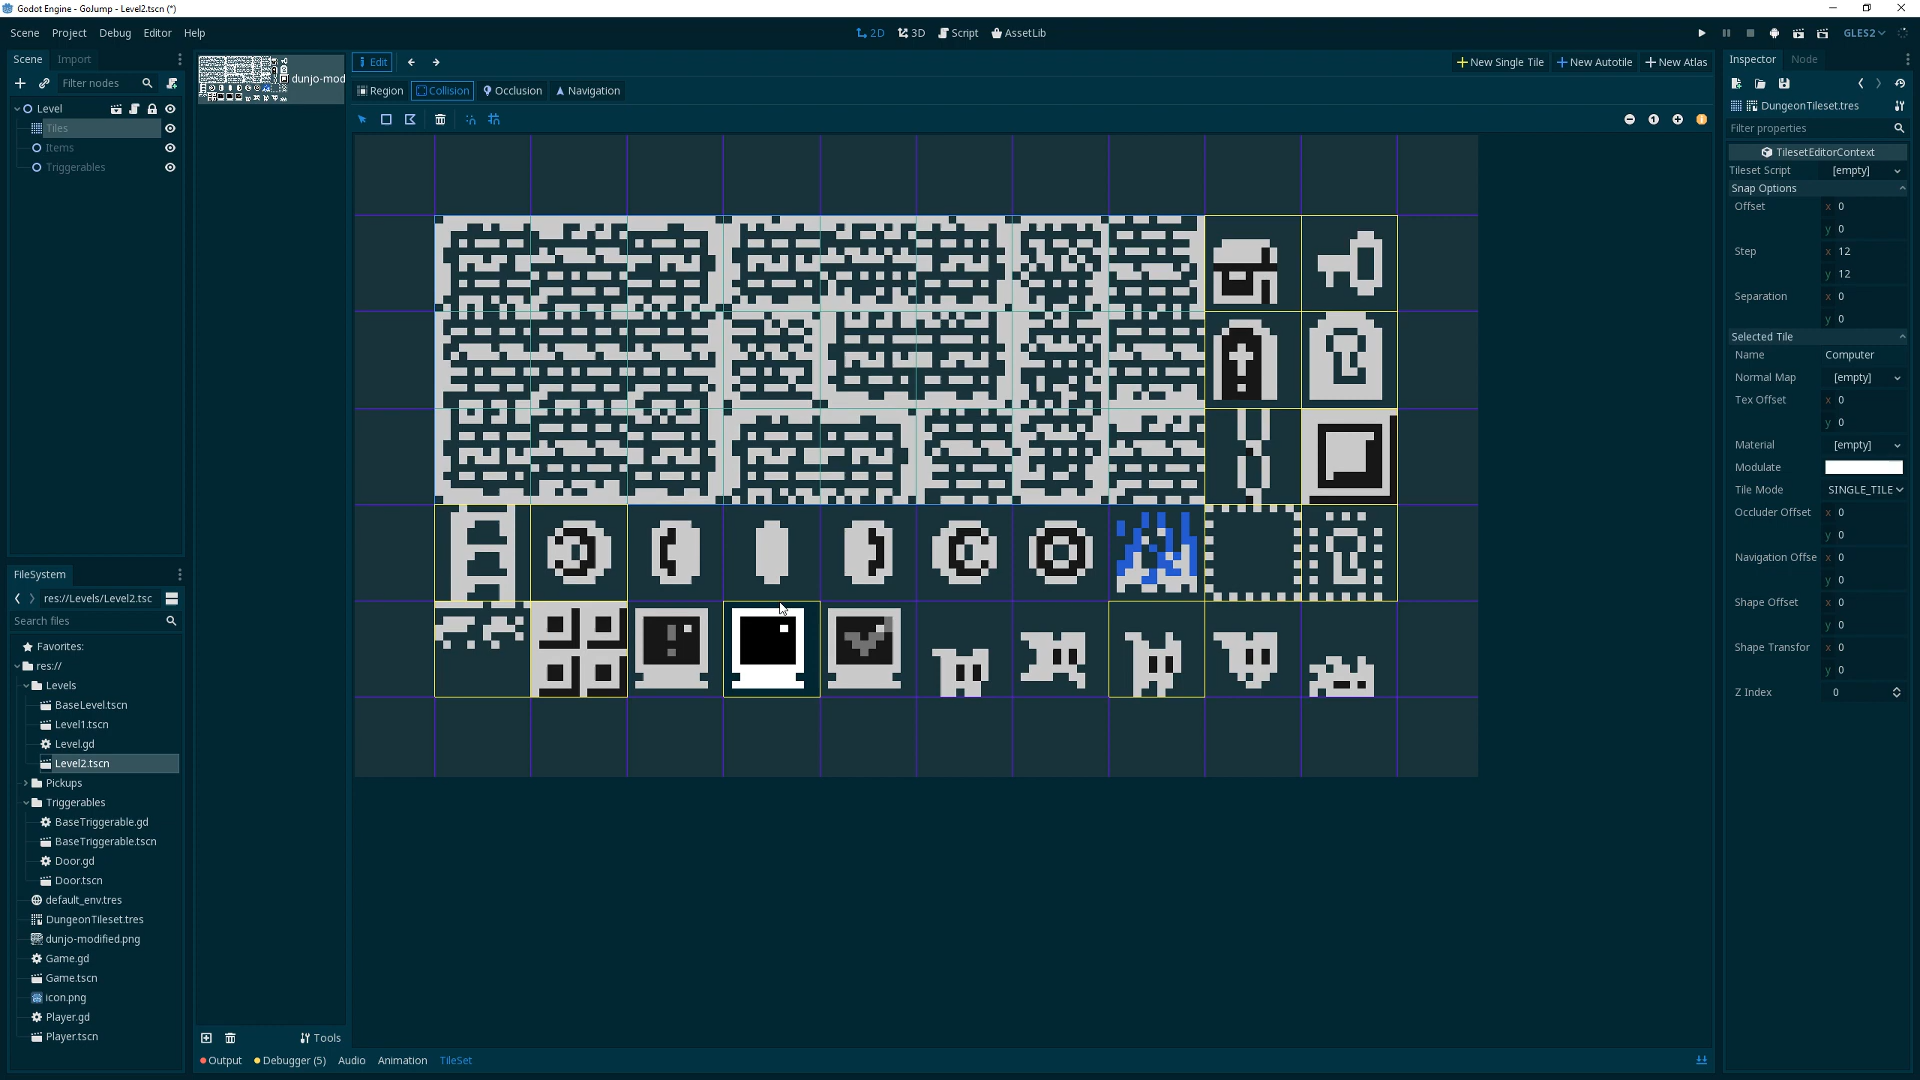 Godot Engine - GoJump - Level2.tscn (*)
Scene Project Debug Editor Help
2D 3D Script AssetLib
GLES2
Scene Import
Filter nodes
Level
Tiles
Items
Triggerables
dunjo-mod
Edit
New Single Tile New Autotile New Atlas
Region Collision Occlusion Navigation
Inspector Node
DungeonTileset.tres
Filter properties
TilesetEditorContext
Tileset Script [empty]
Snap Options
Offset x 0
y 0
Step x 12
y 12
Separation x 0
y 0
Selected Tile
Name Computer
Normal Map [empty]
Tex Offset x 0
y 0
Material [empty]
Modulate
Tile Mode SINGLE_TILE
Occluder Offset x 0
y 0
Navigation Offse x 0
y 0
Shape Offset x 0
y 0
Shape Transfor x 0
y 0
Z Index 0
FileSystem
res://Levels/Level2.tsc
Search files
Favorites:
res://
Levels
BaseLevel.tscn
Level1.tscn
Level.gd
Level2.tscn
Pickups
Triggerables
BaseTriggerable.gd
BaseTriggerable.tscn
Door.gd
Door.tscn
default_env.tres
DungeonTileset.tres
dunjo-modified.png
Game.gd
Game.tscn
icon.png
Player.gd
Player.tscn
Tools
Output Debugger (5) Audio Animation TileSet